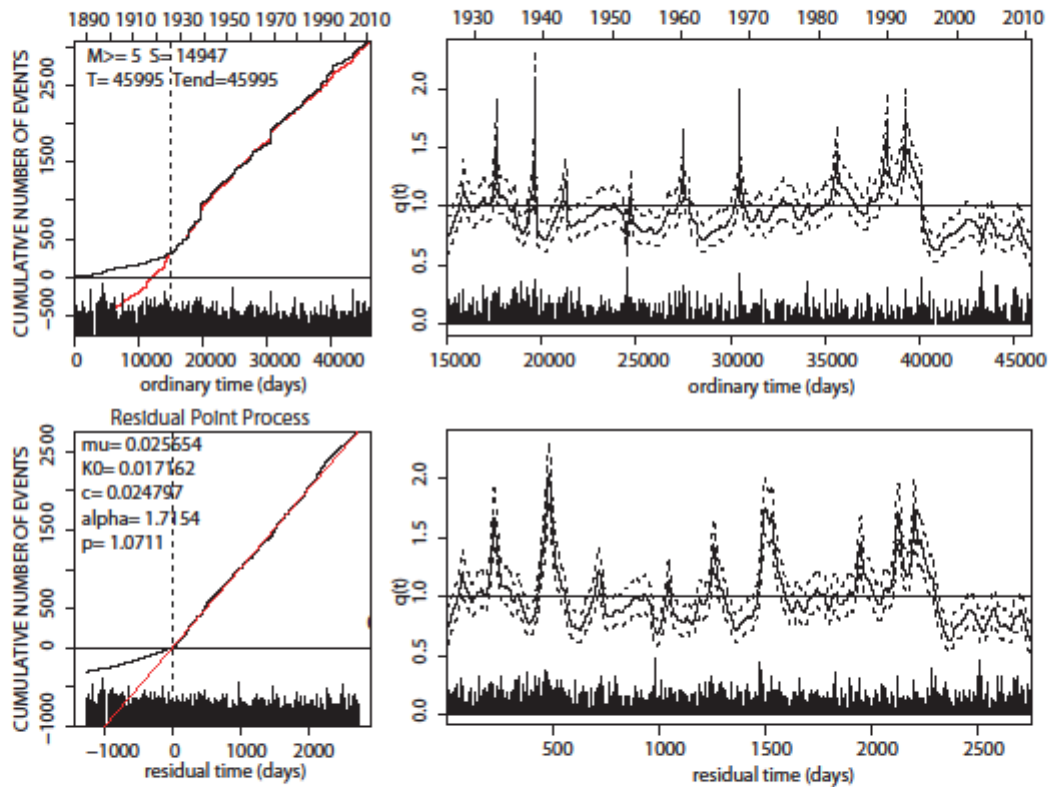 1890 1910 1930 1950 1970 1990 2010
CUMULATIVE NUMBER OF EVENTS
-500 0 500 1500 2500
M>= 5 S= 14947
T= 45995 Tend=45995
0 10000 20000 30000 40000
ordinary time (days)
1930 1940 1950 1960 1970 1980 1990 2000 2010
q(t)
0.0 0.5 1.0 1.5 2.0
15000 20000 25000 30000 35000 40000 45000
ordinary time (days)
Residual Point Process
CUMULATIVE NUMBER OF EVENTS
-1000 0 500 1500 2500
mu= 0.025654
K0= 0.017162
c= 0.024797
alpha= 1.7154
p= 1.0711
-1000 0 1000 2000
residual time (days)
q(t)
0.0 0.5 1.0 1.5 2.0
500 1000 1500 2000 2500
residual time (days)